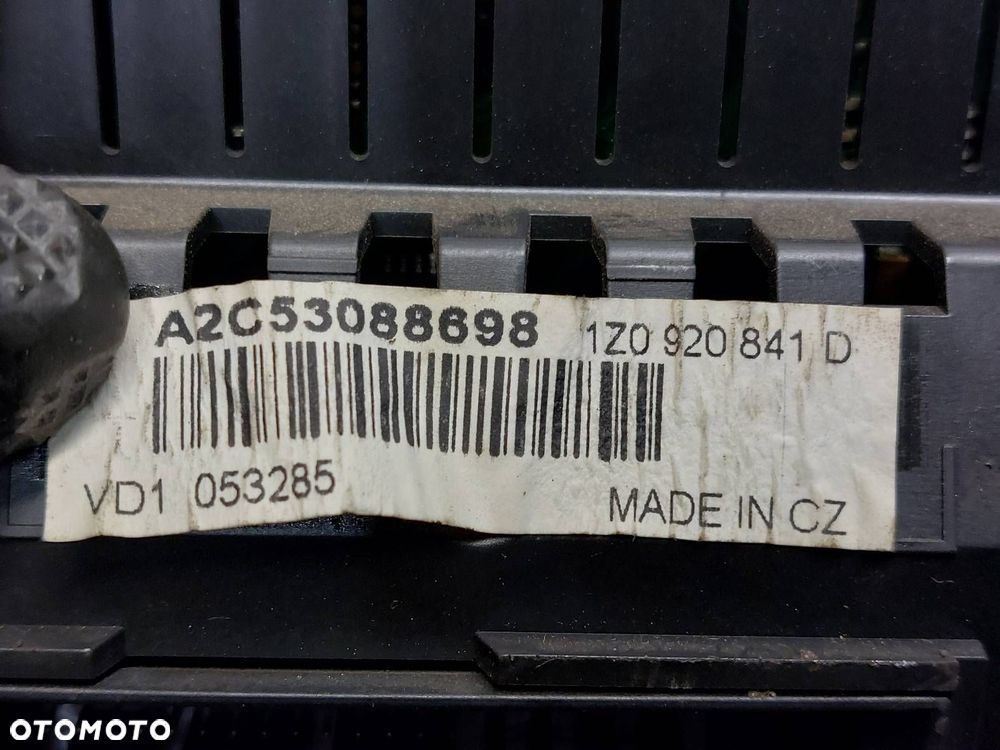 A2C53088698 1Z0 920 841 D
VD1 053285 MADE IN CZ
OTOMOTO